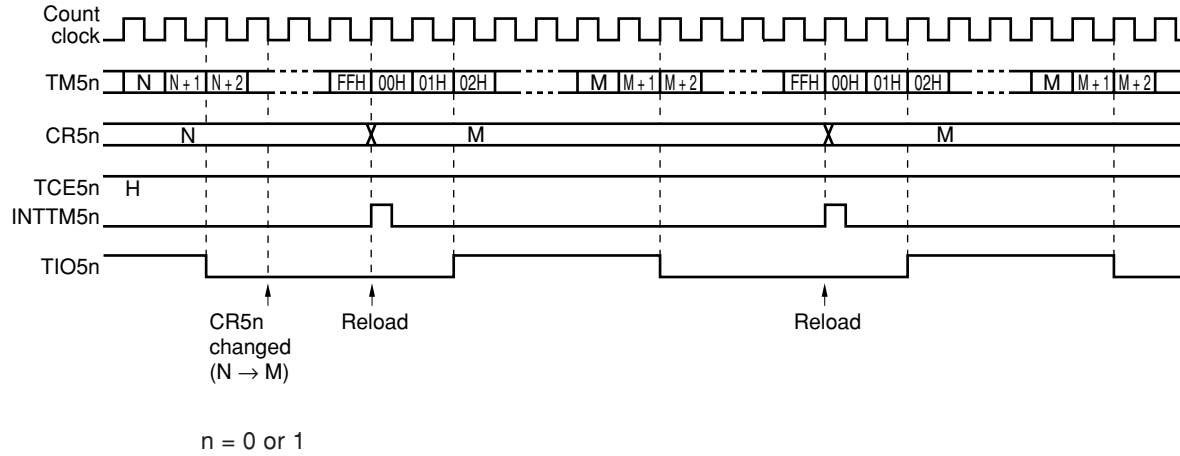 Count
clock
TM5n N N + 1 N + 2 FFH 00H 01H 02H M M + 1 M + 2 FFH 00H 01H 02H M M + 1 M + 2
CR5n N M M
TCE5n H
INTTM5n
TIO5n
CR5n
changed
(N → M)
Reload
Reload
n = 0 or 1